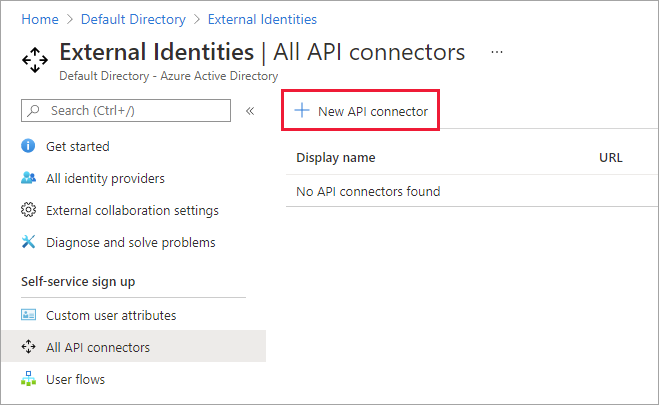 Home > Default Directory > External Identities
External Identities | All API connectors ...
Default Directory - Azure Active Directory
Search (Ctrl+/) «
Get started
All identity providers
External collaboration settings
Diagnose and solve problems
Self-service sign up
Custom user attributes
All API connectors
User flows
+ New API connector
Display name URL
No API connectors found